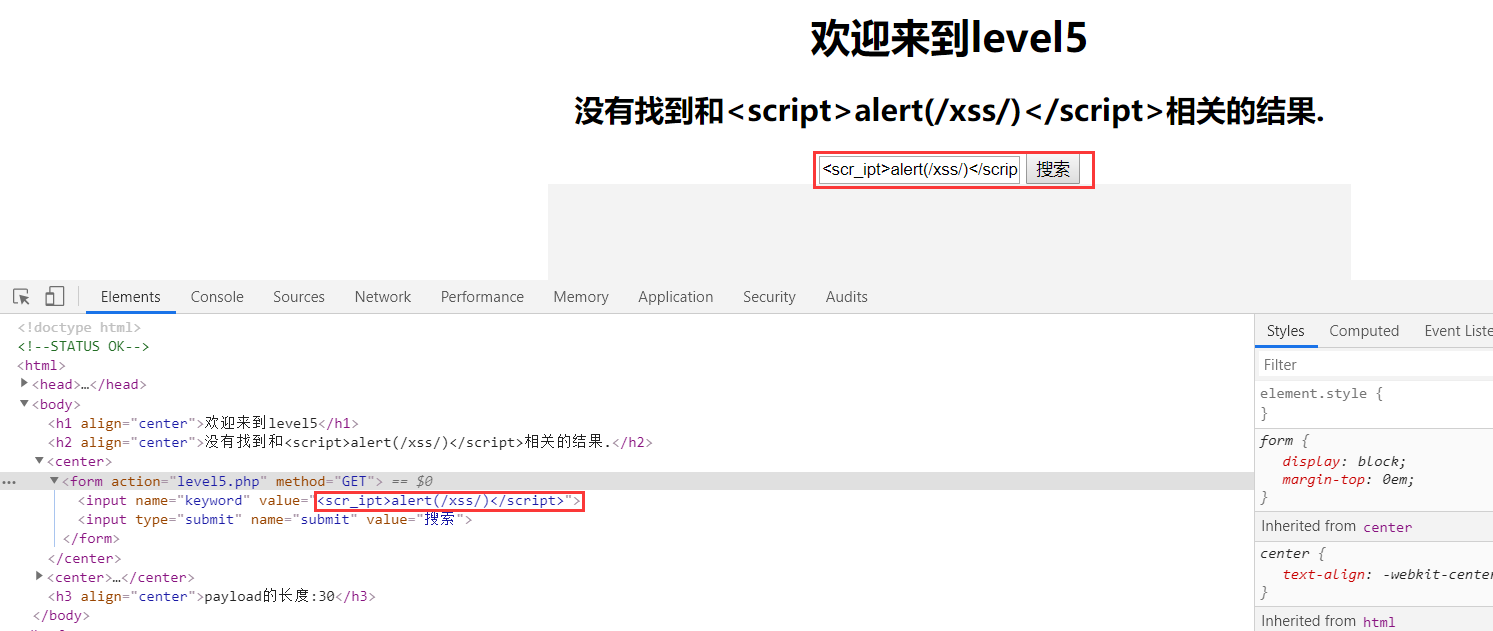 欢迎来到level5
没有找到和<script>alert(/xss/)</script>相关的结果.
<scr_ipt>alert(/xss/)</scrip 搜索
Elements Console Sources Network Performance Memory Application Security Audits
<!doctype html>
<!--STATUS OK-->
<html>
<head>…</head>
<body>
<h1 align="center">欢迎来到level5</h1>
<h2 align="center">没有找到和<script>alert(/xss/)</script>相关的结果.</h2>
<center>
<form action="level5.php" method="GET"> == $0
<input name="keyword" value="<scr_ipt>alert(/xss/)</script>">
<input type="submit" name="submit" value="搜索">
</form>
</center>
<center>…</center>
<h3 align="center">payload的长度:30</h3>
</body>
Styles Computed Event Liste
Filter
element.style {
}
form {
display: block;
margin-top: 0em;
}
Inherited from center
center {
text-align: -webkit-center
}
Inherited from html